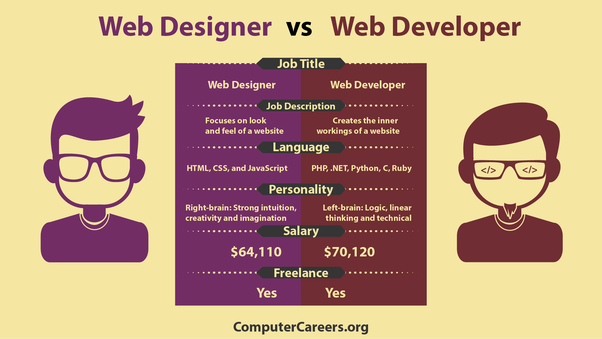 Web Designer vs Web Developer
Job Title
Web Designer Web Developer
Job Description
Focuses on look
and feel of a website
Creates the inner
workings of a website
Language
HTML, CSS, and JavaScript PHP, .NET, Python, C, Ruby
Personality
Right-brain: Strong intuition,
creativity and imagination
Left-brain: Logic, linear
thinking and technical
Salary
$64,110 $70,120
Freelance
Yes Yes
</> </>
ComputerCareers.org